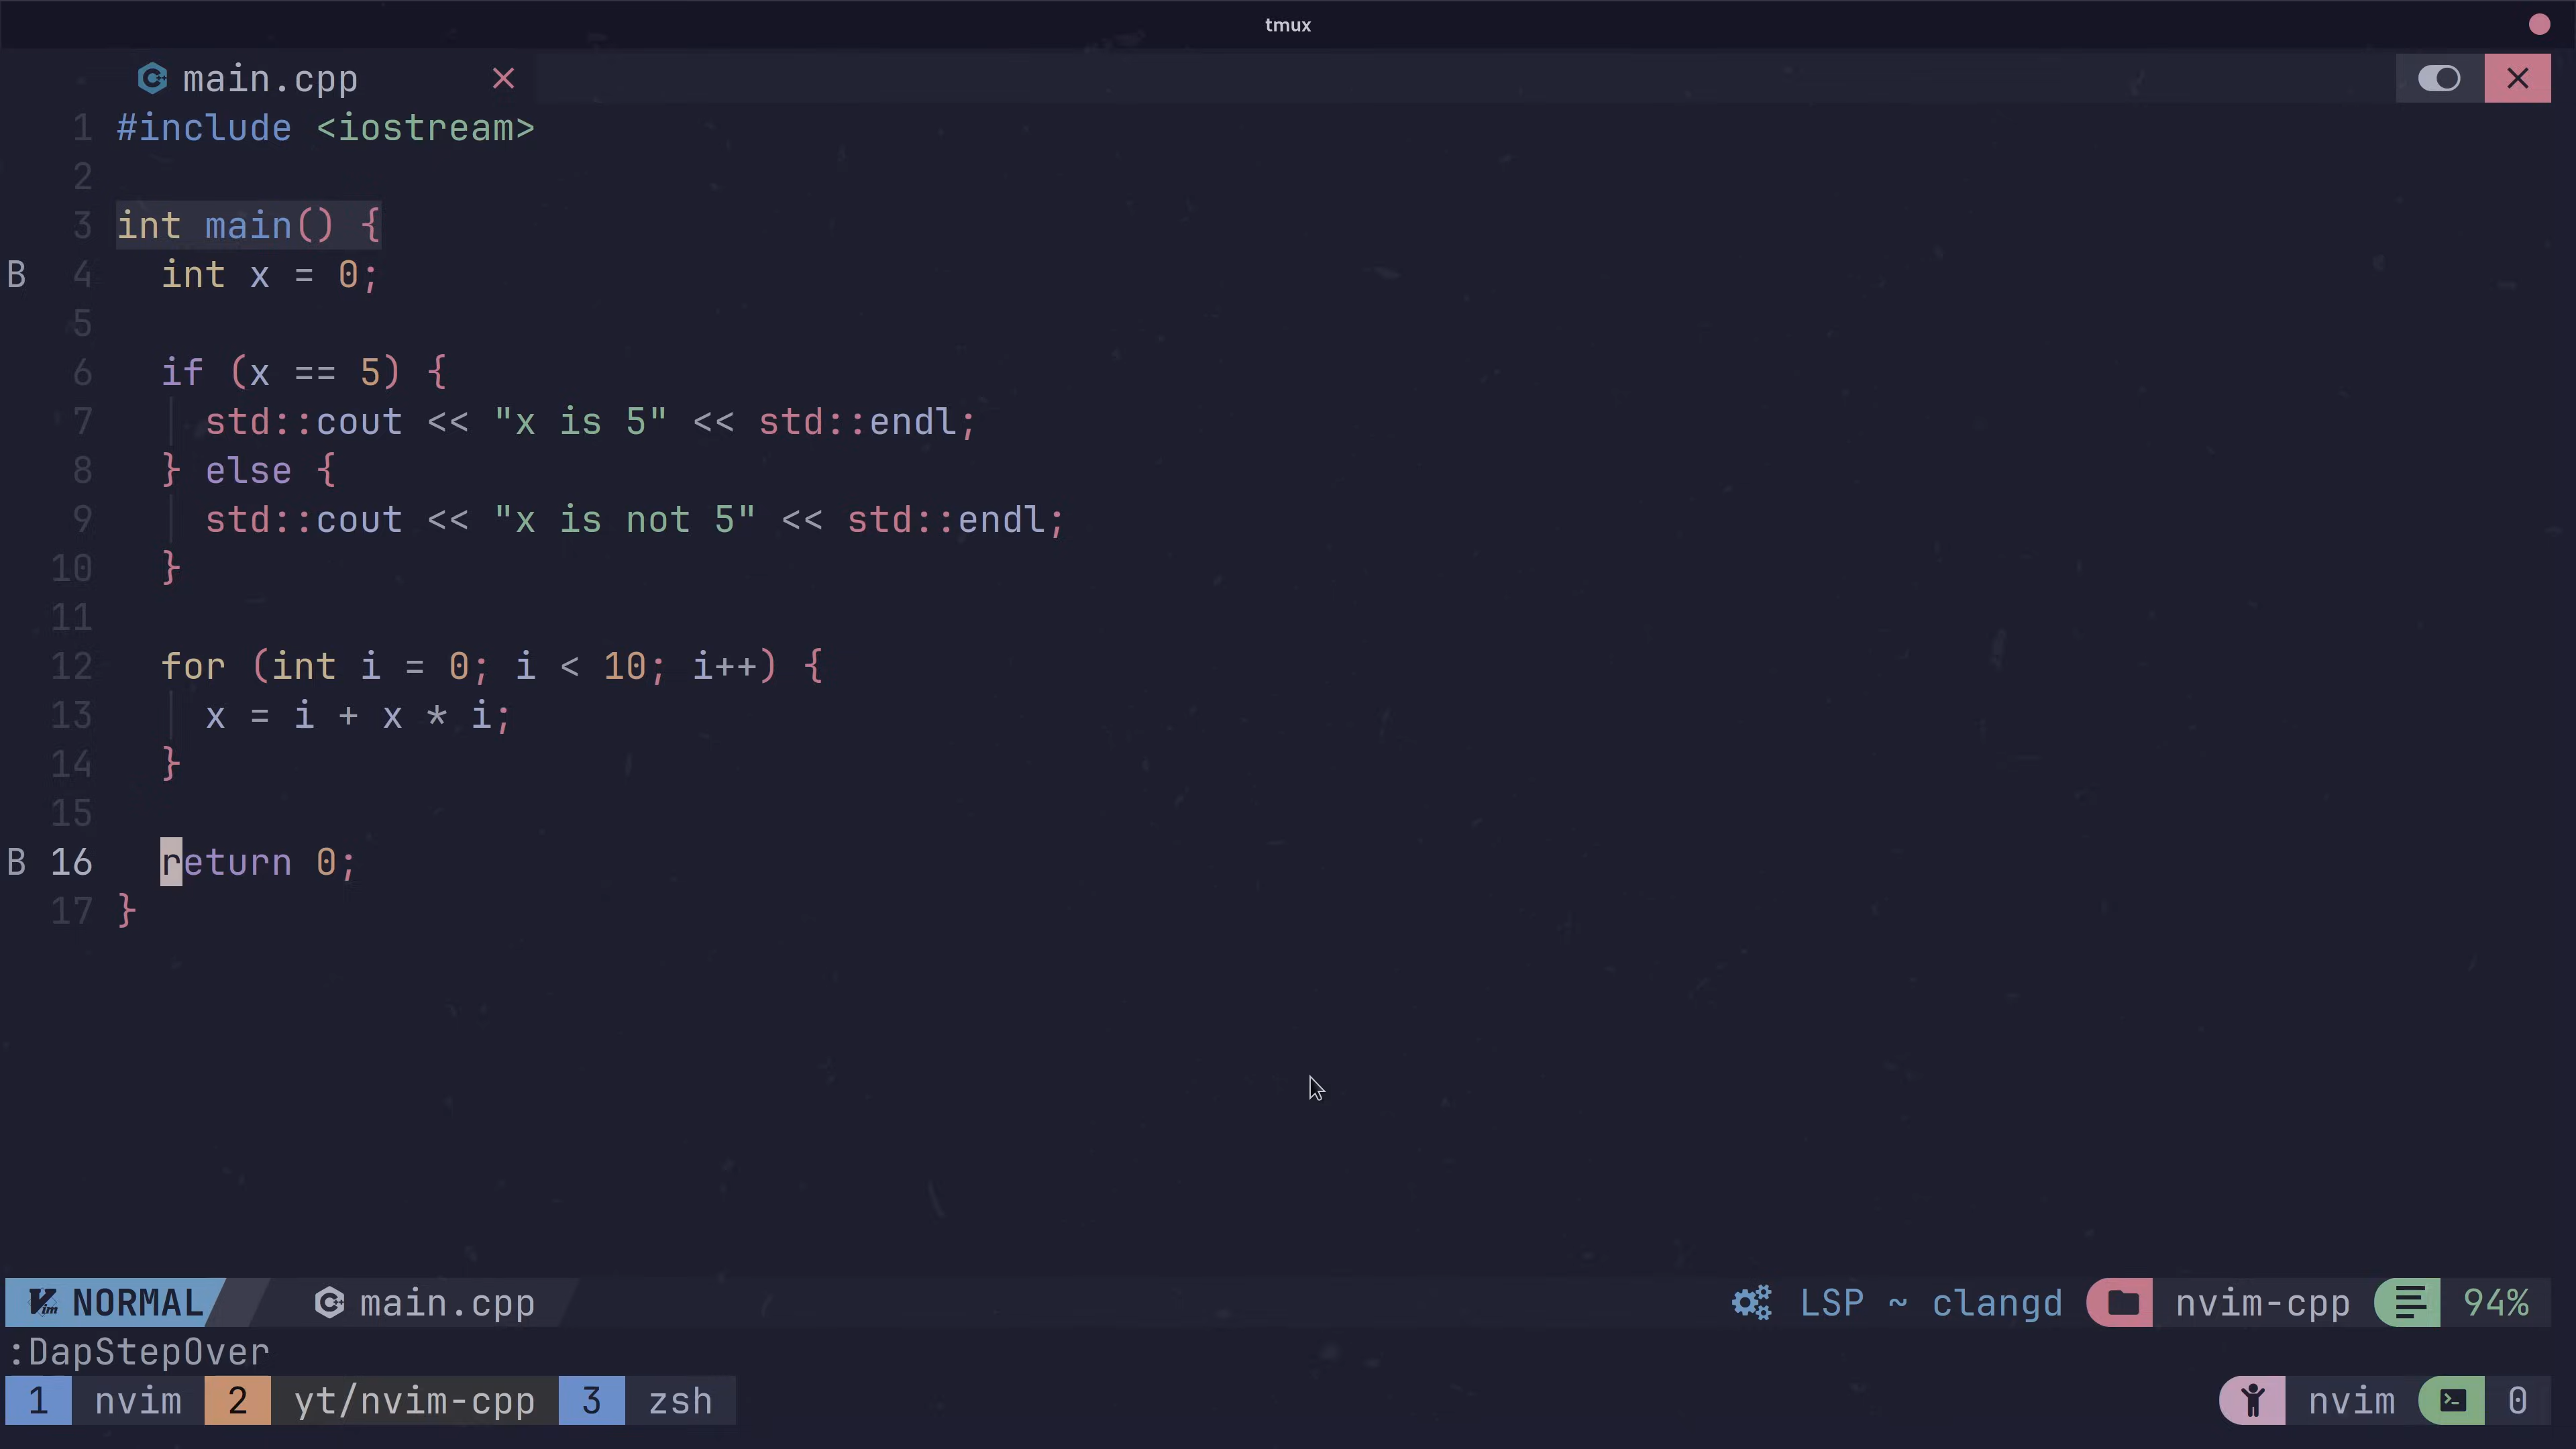 tmux
main.cpp
1 #include <iostream>
2
3 int main() {
B 4 int x = 0;
5
6 if (x == 5) {
7 std::cout << "x is 5" << std::endl;
8 } else {
9 std::cout << "x is not 5" << std::endl;
10 }
11
12 for (int i = 0; i < 10; i++) {
13 x = i + x * i;
14 }
15
B 16 return 0;
17 }
NORMAL main.cpp LSP ~ clangd nvim-cpp 94%
:DapStepOver
1 nvim 2 yt/nvim-cpp 3 zsh nvim 0